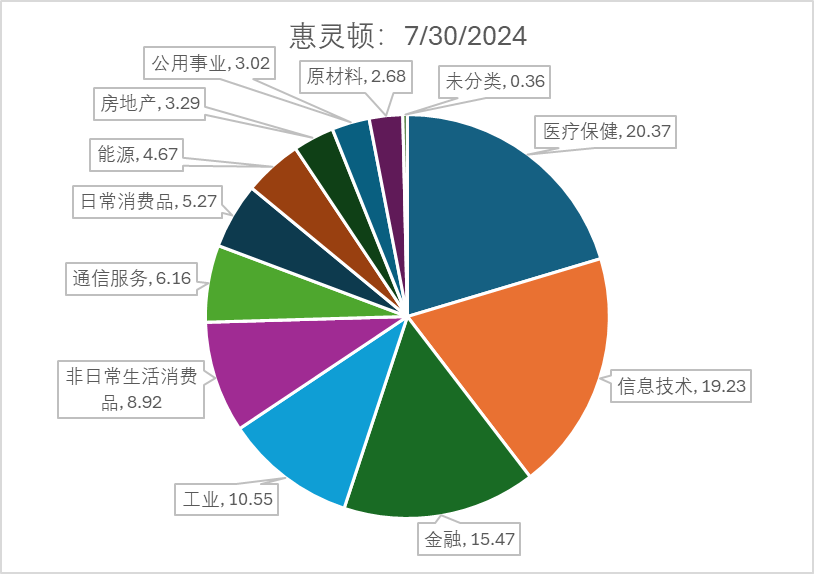 惠灵顿：7/30/2024
公用事业, 3.02
原材料, 2.68
未分类, 0.36
房地产, 3.29
医疗保健, 20.37
能源, 4.67
日常消费品, 5.27
通信服务, 6.16
非日常生活消费
品, 8.92
信息技术, 19.23
工业, 10.55
金融, 15.47